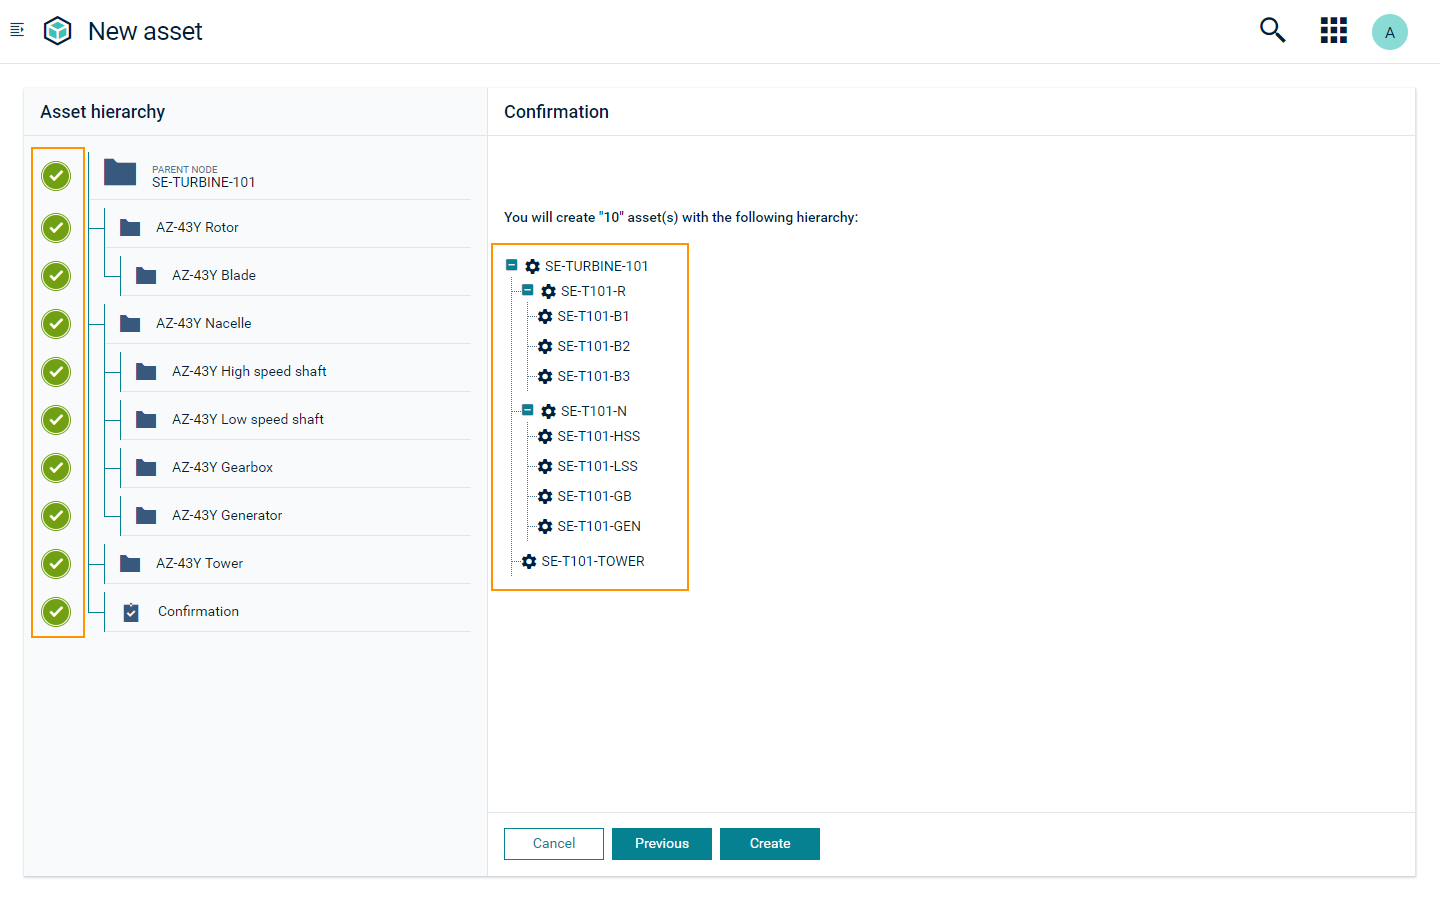 New asset
A
Asset hierarchy
PARENT NODE
SE-TURBINE-101
AZ-43Y Rotor
AZ-43Y Blade
AZ-43Y Nacelle
AZ-43Y High speed shaft
AZ-43Y Low speed shaft
AZ-43Y Gearbox
AZ-43Y Generator
AZ-43Y Tower
Confirmation
Confirmation
You will create "10" asset(s) with the following hierarchy:
SE-TURBINE-101
SE-T101-R
SE-T101-B1
SE-T101-B2
SE-T101-B3
SE-T101-N
SE-T101-HSS
SE-T101-LSS
SE-T101-GB
SE-T101-GEN
SE-T101-TOWER
Cancel
Previous
Create